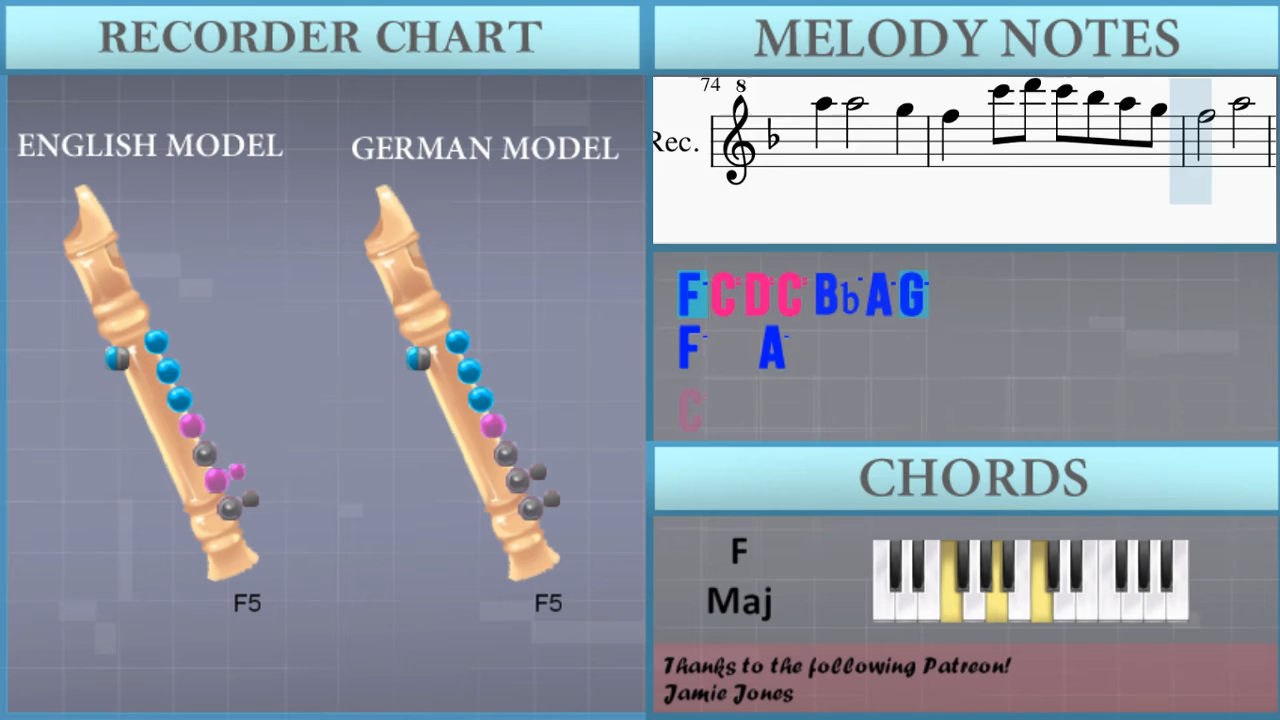 RECORDER CHART
MELODY NOTES
ENGLISH MODEL
GERMAN MODEL
F5
F5
74
8
Rec.
F C D C Bb A G
F A
C
CHORDS
F
Maj
Thanks to the following Patreon!
Jamie Jones